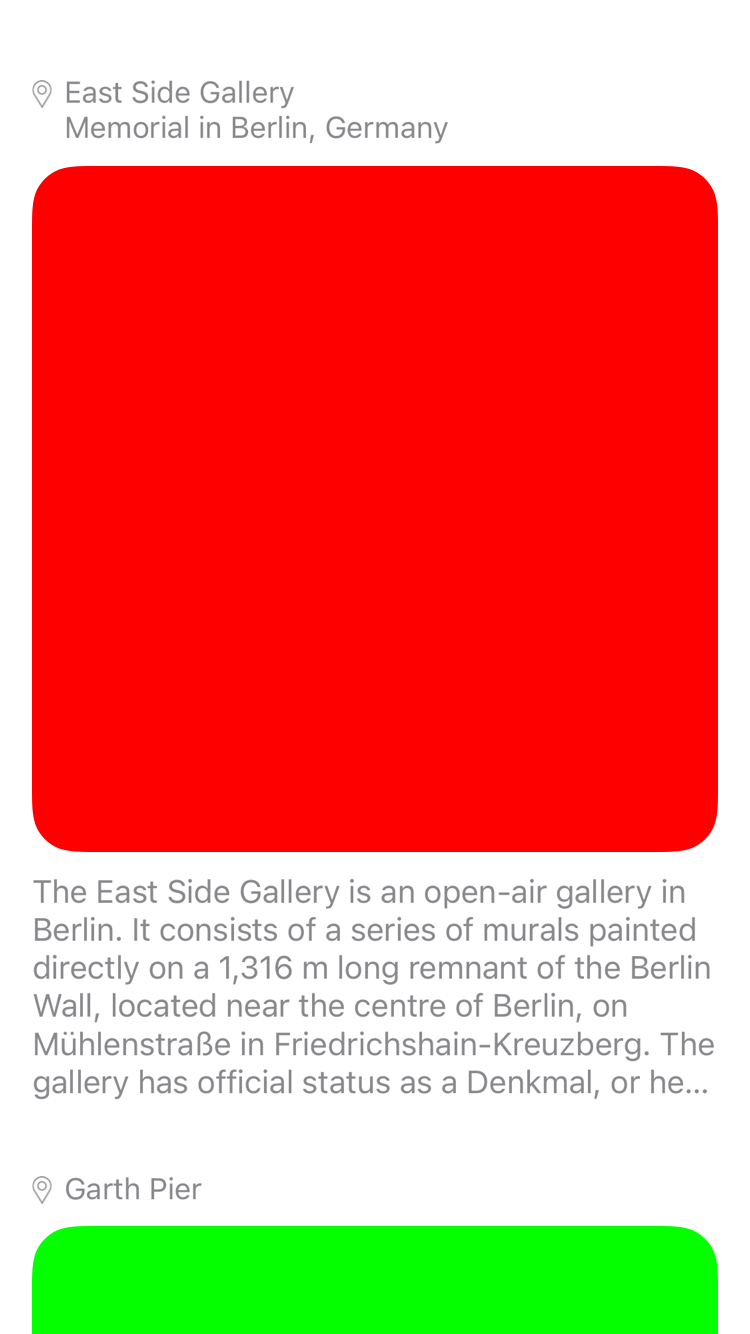 East Side Gallery
Memorial in Berlin, Germany
The East Side Gallery is an open-air gallery in
Berlin. It consists of a series of murals painted
directly on a 1,316 m long remnant of the Berlin
Wall, located near the centre of Berlin, on
Mühlenstraße in Friedrichshain-Kreuzberg. The
gallery has official status as a Denkmal, or he...
Garth Pier